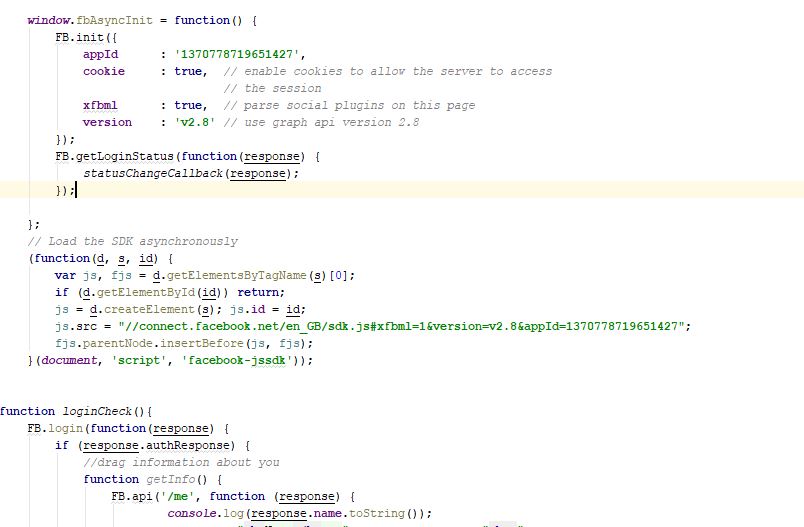 window.fbAsyncInit = function() {
FB.init({
appId : '1370778719651427',
cookie : true, // enable cookies to allow the server to access
// the session
xfbml : true, // parse social plugins on this page
version : 'v2.8' // use graph api version 2.8
});
FB.getLoginStatus(function(response) {
statusChangeCallback(response);
});
};
// Load the SDK asynchronously
(function(d, s, id) {
var js, fjs = d.getElementsByTagName(s)[0];
if (d.getElementById(id)) return;
js = d.createElement(s); js.id = id;
js.src = "//connect.facebook.net/en_GB/sdk.js#xfbml=1&version=v2.8&appId=1370778719651427";
fjs.parentNode.insertBefore(js, fjs);
}(document, 'script', 'facebook-jssdk'));
function loginCheck(){
FB.login(function(response) {
if (response.authResponse) {
//drag information about you
function getInfo() {
FB.api('/me', function (response) {
console.log(response.name.toString());